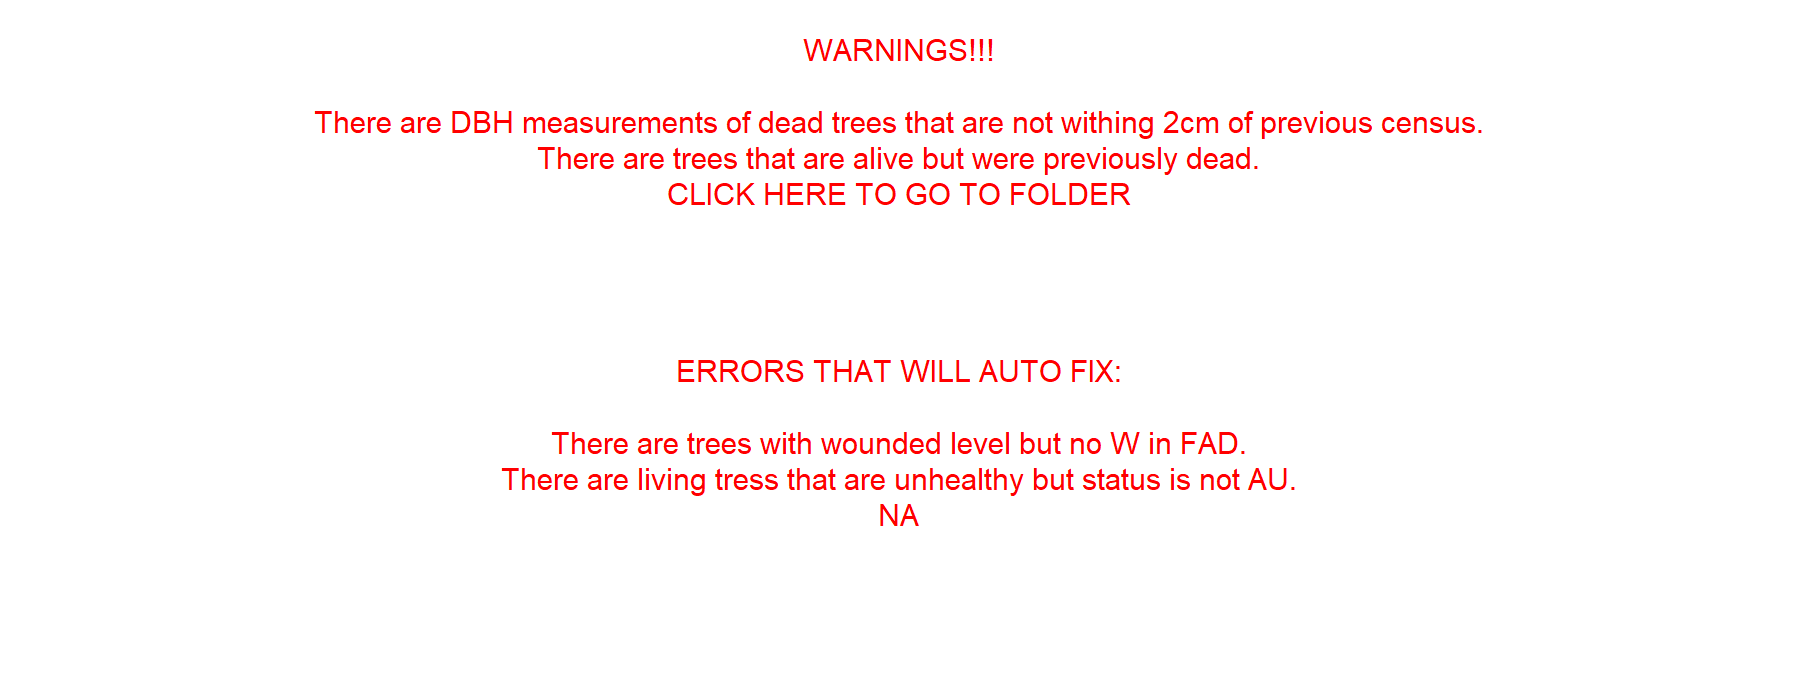 WARNINGS!!!
There are DBH measurements of dead trees that are not withing 2cm of previous census.
There are trees that are alive but were previously dead.
CLICK HERE TO GO TO FOLDER
ERRORS THAT WILL AUTO FIX:
There are trees with wounded level but no W in FAD.
There are living tress that are unhealthy but status is not AU.
NA